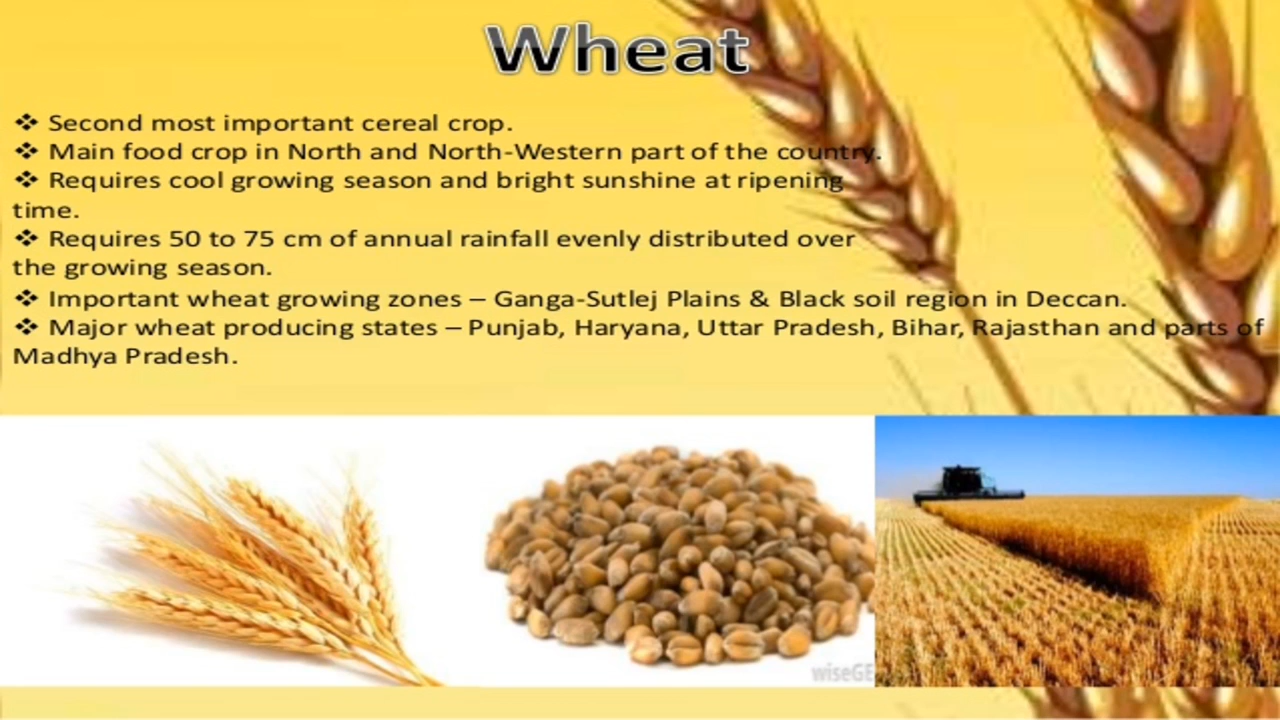 Wheat
❖ Second most important cereal crop.
❖ Main food crop in North and North-Western part of the country.
❖ Requires cool growing season and bright sunshine at ripening
time.
❖ Requires 50 to 75 cm of annual rainfall evenly distributed over
the growing season.
❖ Important wheat growing zones – Ganga-Sutlej Plains & Black soil region in Deccan.
❖ Major wheat producing states – Punjab, Haryana, Uttar Pradesh, Bihar, Rajasthan and parts of
Madhya Pradesh.
wiseGE